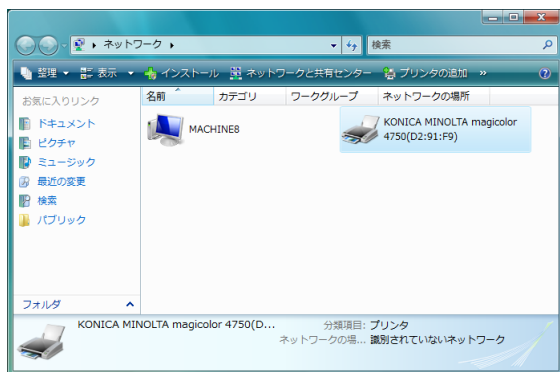 ネットワーク
検索
整理 表示 インストール ネットワークと共有センター プリンタの追加 »
お気に入りリンク
ドキュメント
ピクチャ
ミュージック
最近の変更
検索
パブリック
フォルダ
名前 カテゴリ ワークグループ ネットワークの場所
MACHINE8
KONICA MINOLTA magicolor
4750(D2:91:F9)
KONICA MINOLTA magicolor 4750(D...
分類項目: プリンタ
ネットワークの場... 識別されていないネットワーク